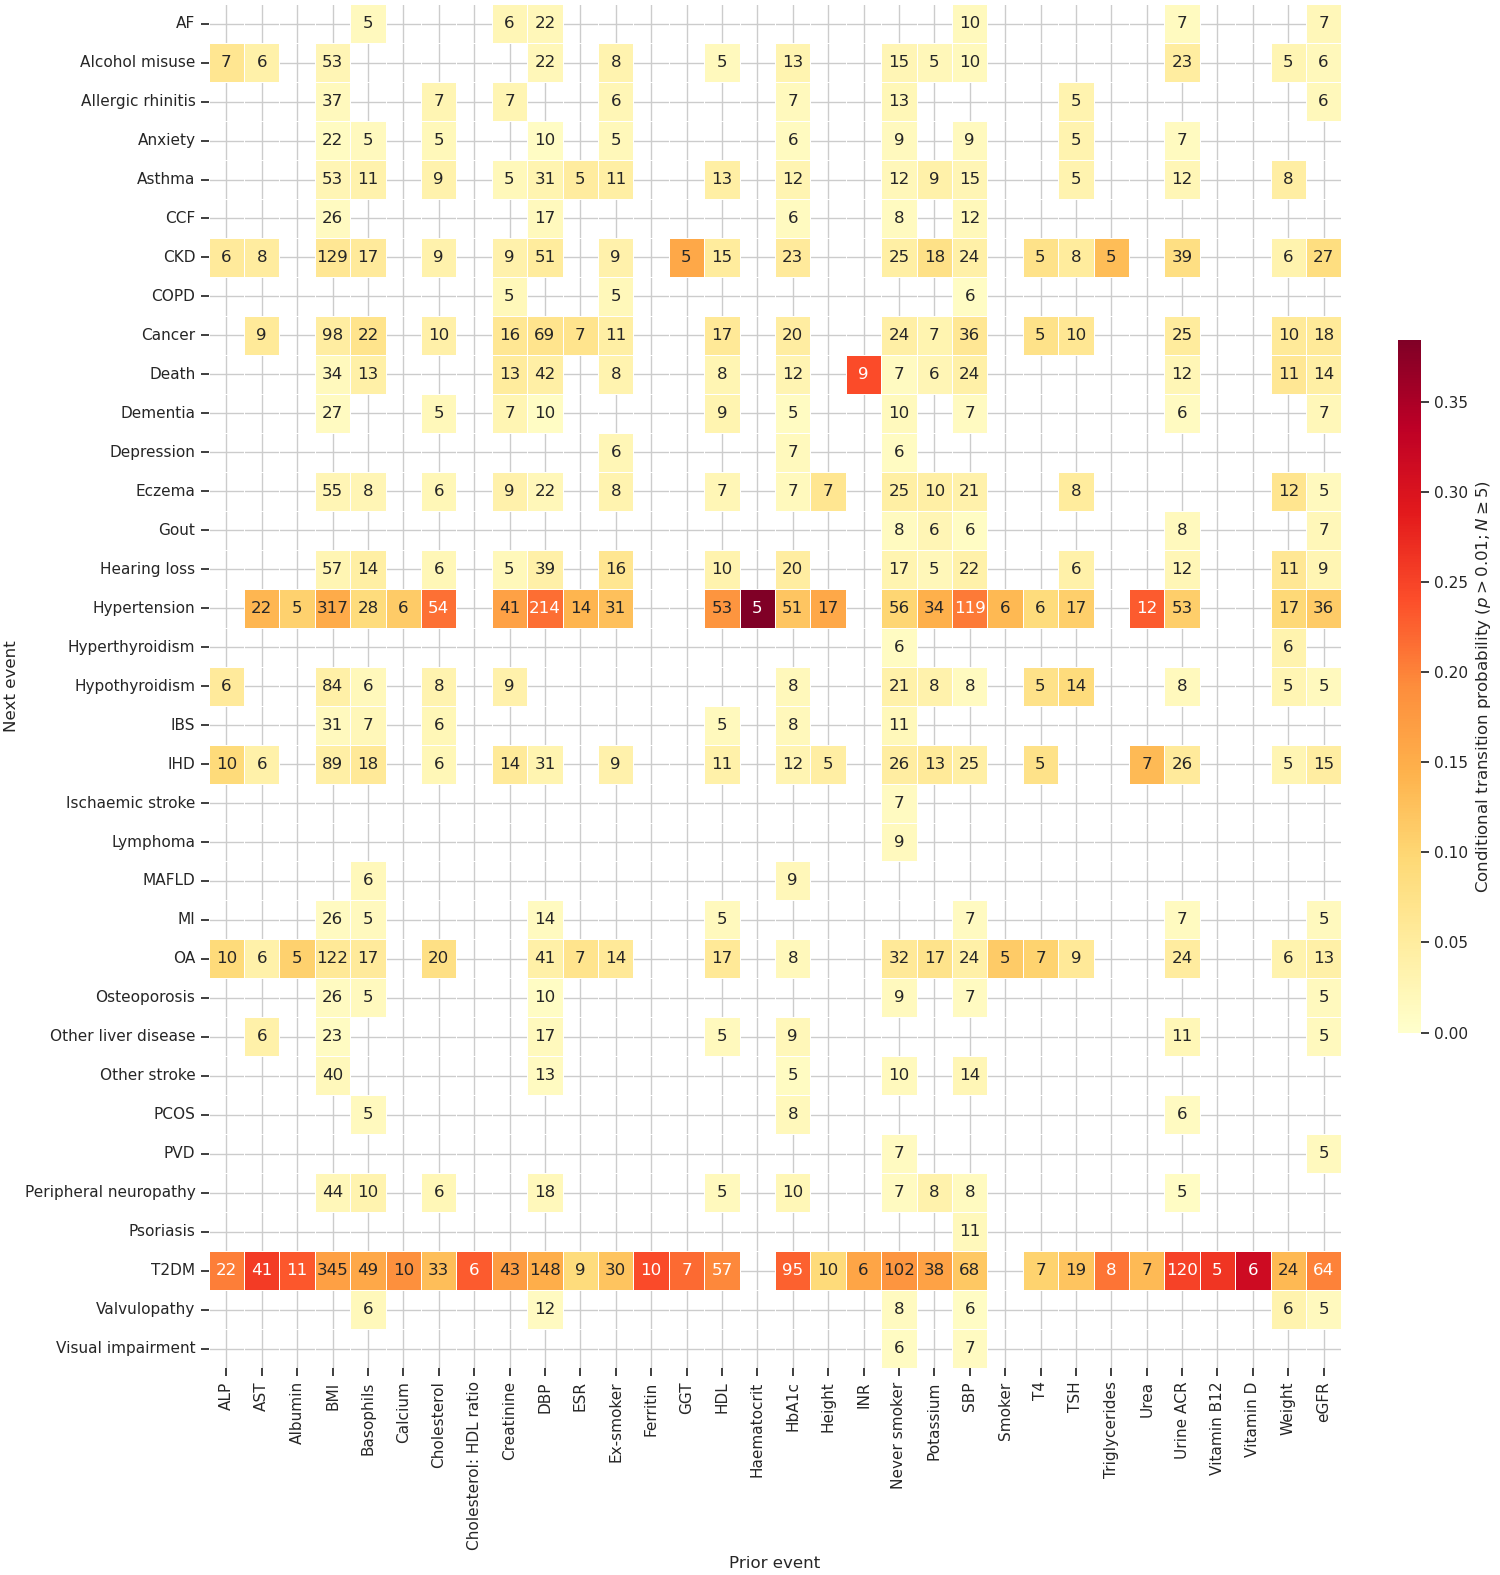 AF 5 6 22 10 7 7
Alcohol misuse 7 6 53 22 8 5 13 15 5 10 23 5 6
Allergic rhinitis 37 7 7 6 7 13 5 6
Anxiety 22 5 5 10 5 6 9 9 5 7
Asthma 53 11 9 5 31 5 11 13 12 12 9 15 5 12 8
CCF 26 17 6 8 12
CKD 6 8 129 17 9 9 51 9 5 15 23 25 18 24 5 8 5 39 6 27
COPD 5 5 6
Cancer 9 98 22 10 16 69 7 11 17 20 24 7 36 5 10 25 10 18
Death 34 13 13 42 8 8 12 9 7 6 24 12 11 14
Dementia 27 5 7 10 9 5 10 7 6 7
Depression 6 7 6
Eczema 55 8 6 9 22 8 7 7 7 25 10 21 8 12 5
Gout 8 6 6 8 7
Hearing loss 57 14 6 5 39 16 10 20 17 5 22 6 12 11 9
Hypertension 22 5 317 28 6 54 41 214 14 31 53 5 51 17 56 34 119 6 6 17 12 53 17 36
Hyperthyroidism 6 6
Hypothyroidism 6 84 6 8 9 8 21 8 8 5 14 8 5 5
IBS 31 7 6 5 8 11
IHD 10 6 89 18 6 14 31 9 11 12 5 26 13 25 5 7 26 5 15
Ischaemic stroke 7
Lymphoma 9
MAFLD 6 9
MI 26 5 14 5 7 7 5
OA 10 6 5 122 17 20 41 7 14 17 8 32 17 24 5 7 9 24 6 13
Osteoporosis 26 5 10 9 7 5
Other liver disease 6 23 17 5 9 11 5
Other stroke 40 13 5 10 14
PCOS 5 8 6
PVD 7 5
Peripheral neuropathy 44 10 6 18 5 10 7 8 8 5
Psoriasis 11
T2DM 22 41 11 345 49 10 33 6 43 148 9 30 10 7 57 95 10 6 102 38 68 7 19 8 7 120 5 6 24 64
Valvulopathy 6 12 8 6 6 5
Visual impairment 6 7
Next event
ALP
AST
Albumin
BMI
Basophils
Calcium
Cholesterol
Cholesterol: HDL ratio
Creatinine
DBP
ESR
Ex-smoker
Ferritin
GGT
HDL
Haematocrit
HbA1c
Height
INR
Never smoker
Potassium
SBP
Smoker
T4
TSH
Triglycerides
Urea
Urine ACR
Vitamin B12
Vitamin D
Weight
eGFR
Prior event
0.35
0.30
0.25
0.20
0.15
0.10
0.05
0.00
Conditional transition probability (p > 0.01; N ≥ 5)